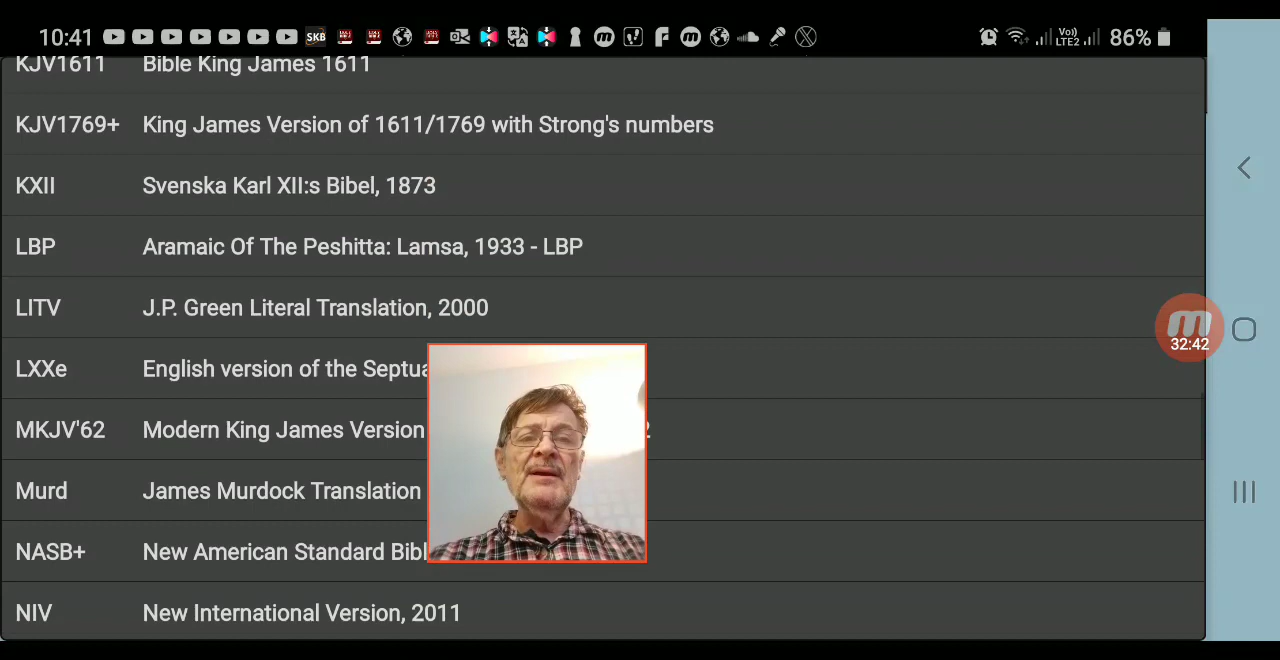 10:41 SKB Vo)) LTE2 86%
KJV1611 Bible King James 1611
KJV1769+ King James Version of 1611/1769 with Strong's numbers
KXII Svenska Karl XII:s Bibel, 1873
LBP Aramaic Of The Peshitta: Lamsa, 1933 - LBP
LITV J.P. Green Literal Translation, 2000
32:42
LXXe English version of the
MKJV'62 Modern King James Version
Murd James Murdock Translation
NASB+ New American Standard
NIV New International Version, 2011